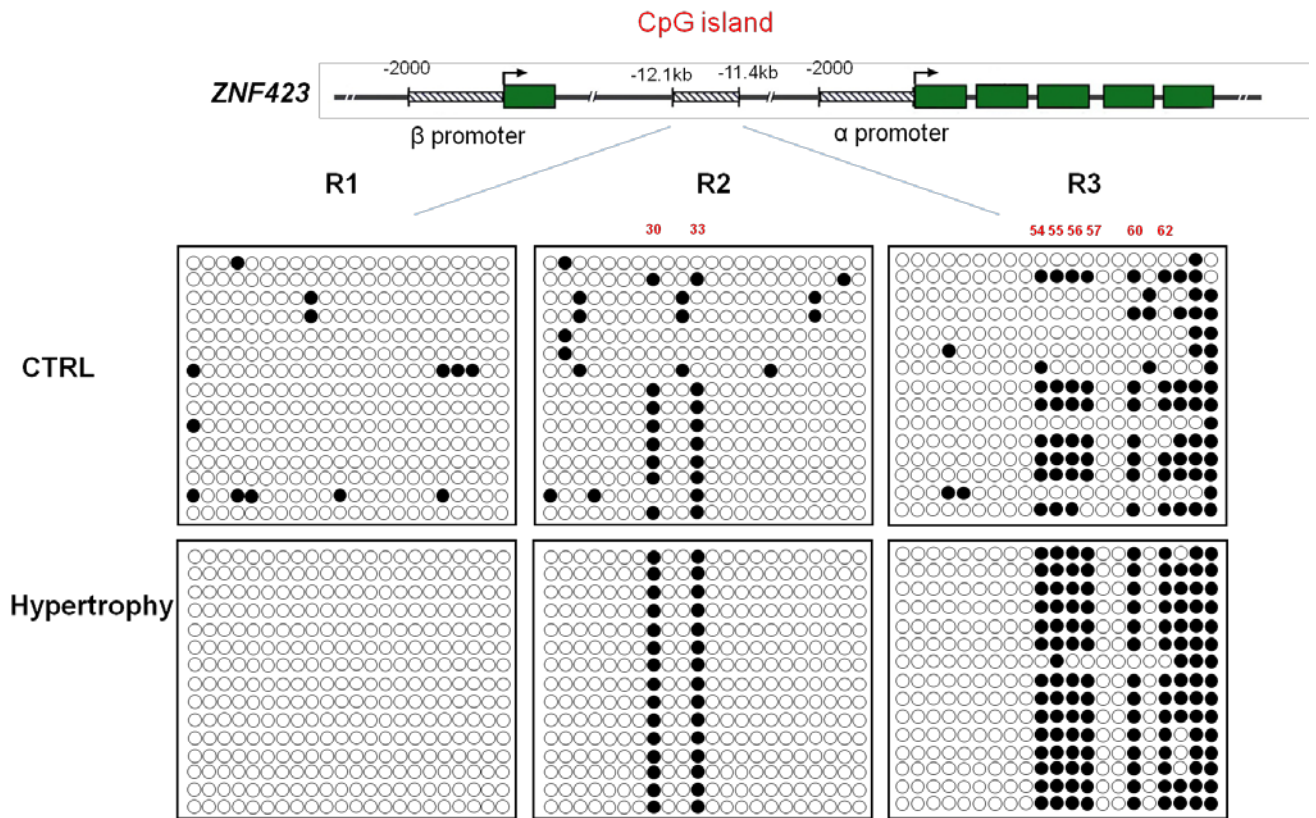 CpG island
-2000 -12.1kb -11.4kb -2000
ZNF423
β promoter α promoter
R1 R2 R3
30 33 54 55 56 57 60 62
CTRL
Hypertrophy